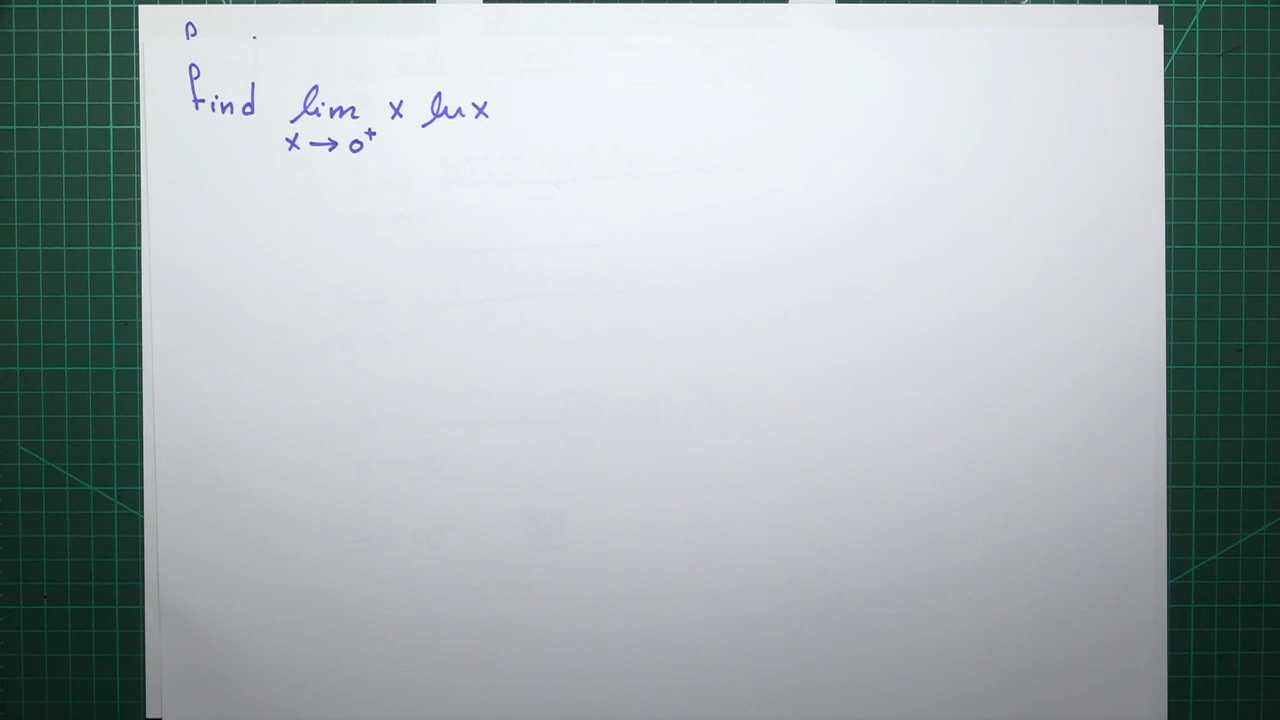 Find lim x ln x
x → 0⁺